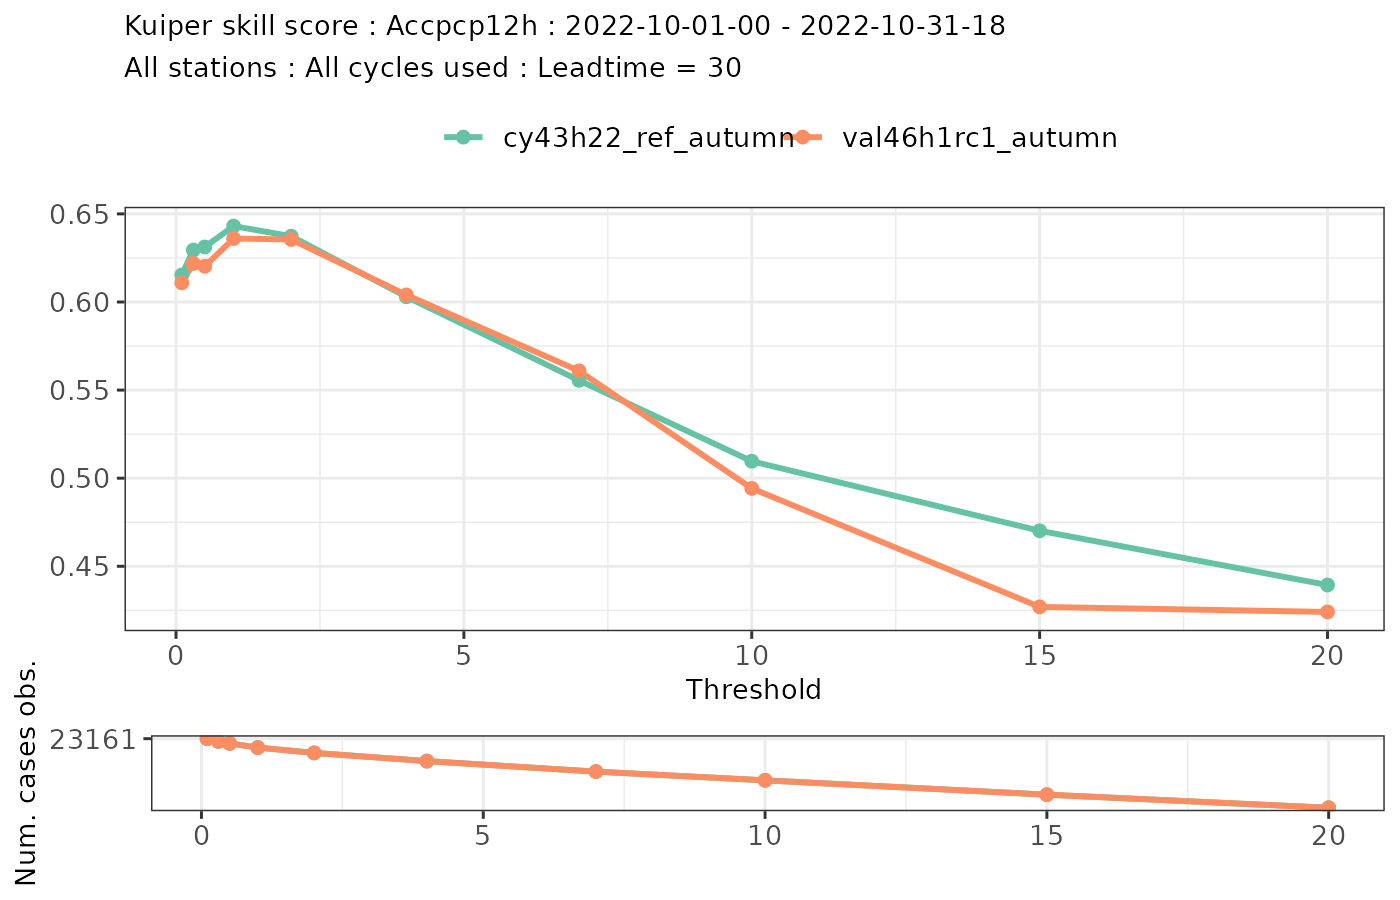 Kuiper skill score : Accpcp12h : 2022-10-01-00 - 2022-10-31-18
All stations : All cycles used : Leadtime = 30
cy43h22_ref_autumn val46h1rc1_autumn
0.65
0.60
0.55
0.50
0.45
0 5 10 15 20
Threshold
Num. cases obs.
23161
0 5 10 15 20